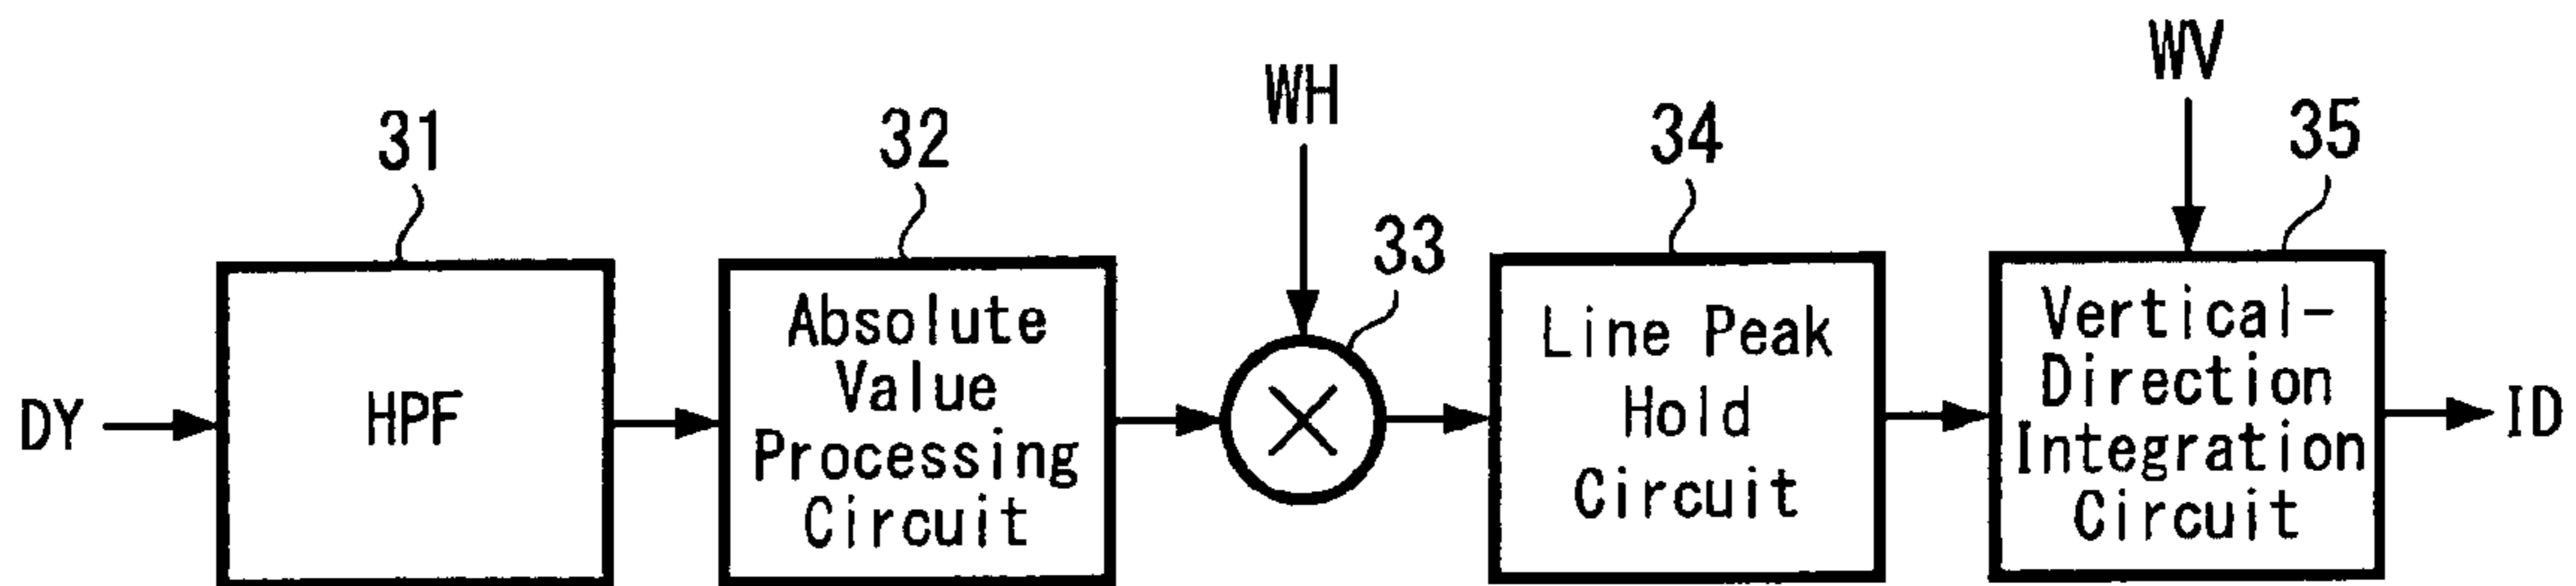 31
32
WH
33
34
WV
35
DY
HPF
Absolute
Value
Processing
Circuit
Line Peak
Hold
Circuit
Vertical-
Direction
Integration
Circuit
ID